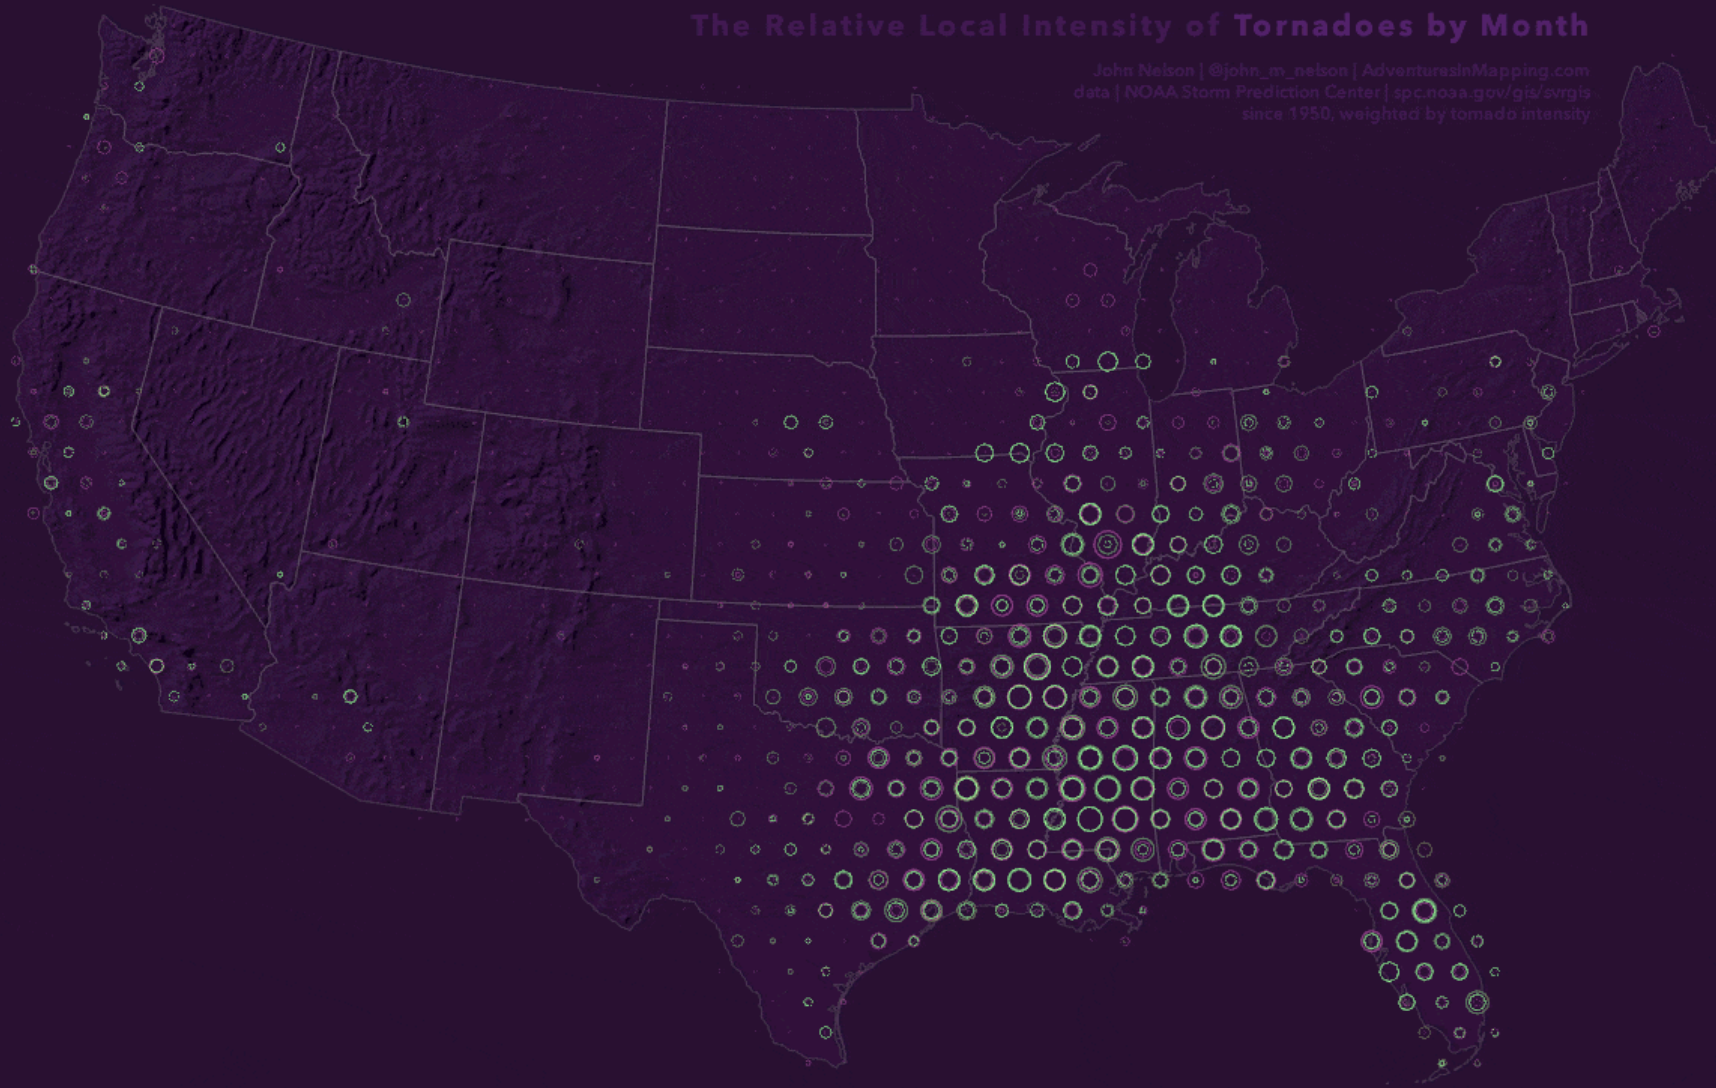 The Relative Local Intensity of Tornadoes by Month
John Nelson | @john_m_nelson | AdventuresInMapping.com
data | NOAA Storm Prediction Center | spc.noaa.gov/gis/svrgis
since 1950, weighted by tornado intensity